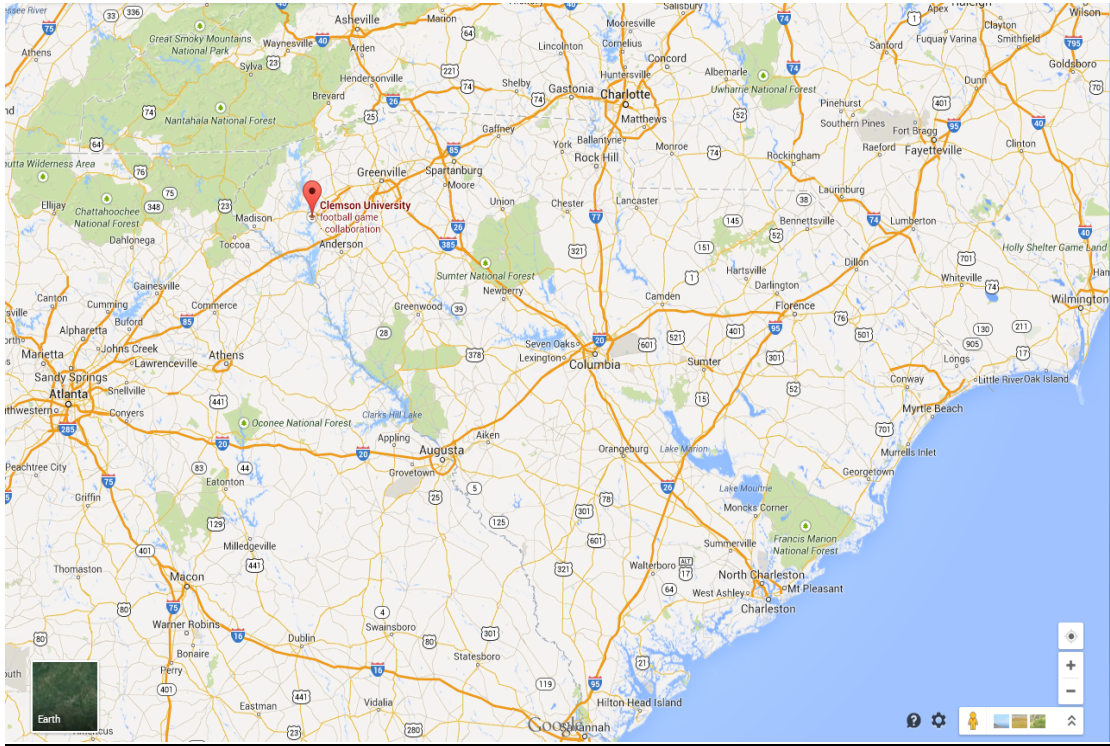 Asheville
Marion
Mooresville
Salisbury
Apex
Wilson
Great Smoky Mountains
National Park
Waynesville
Arden
Lincolnton
Cornelius
Concord
Sanford
Fuquay Varina
Clayton
Smithfield
Athens
Sylva
Hendersonville
Shelby
Huntersville
Albemarle
Goldsboro
Brevard
Gastonia
Charlotte
Uwharrie National Forest
Dunn
Nantahala National Forest
Matthews
Pinehurst
Southern Pines
Fort Bragg
Gaffney
York
Ballantyne
Rock Hill
Monroe
Rockingham
Raeford
Fayetteville
Clinton
utta Wilderness Area
Greenville
Spartanburg
Moore
Laurinburg
Ellijay
Chattahoochee
National Forest
Madison
Clemson University
football game
collaboration
Union
Chester
Lancaster
Bennettsville
Lumberton
Dahlonega
Toccoa
Anderson
Holly Shelter Game Land
Sumter National Forest
Newberry
Hartsville
Dillon
Darlington
Whiteville
Canton
Gainesville
Cumming
Commerce
Buford
Greenwood
Camden
Florence
Wilmington
Alpharetta
Johns Creek
Marietta
Lawrenceville
Athens
Seven Oaks
Lexington
Columbia
Sumter
Longs
Sandy Springs
Snellville
Atlanta
Conyers
Conway
Little River
Oak Island
Myrtle Beach
Clarks Hill Lake
Oconee National Forest
Appling
Aiken
Augusta
Grovetown
Orangeburg
Lake Marion
Murrells Inlet
Peachtree City
Griffin
Eatonton
Georgetown
Lake Moultrie
Moncks Corner
Francis Marion
National Forest
Milledgeville
Summerville
Thomaston
Macon
Walterboro
North Charleston
Mt Pleasant
West Ashley
Charleston
Warner Robins
Bonaire
Perry
Dublin
Swainsboro
Statesboro
Eastman
Vidalia
Hilton Head Island
Earth
Google